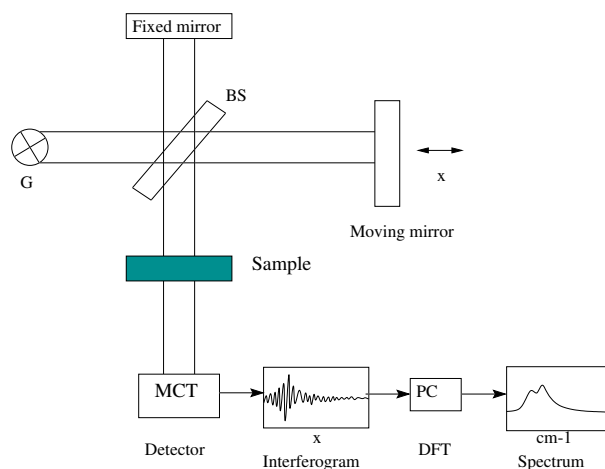 Fixed mirror
BS
G
x
Moving mirror
Sample
MCT
PC
x
cm-1
Detector
Interferogram
DFT
Spectrum